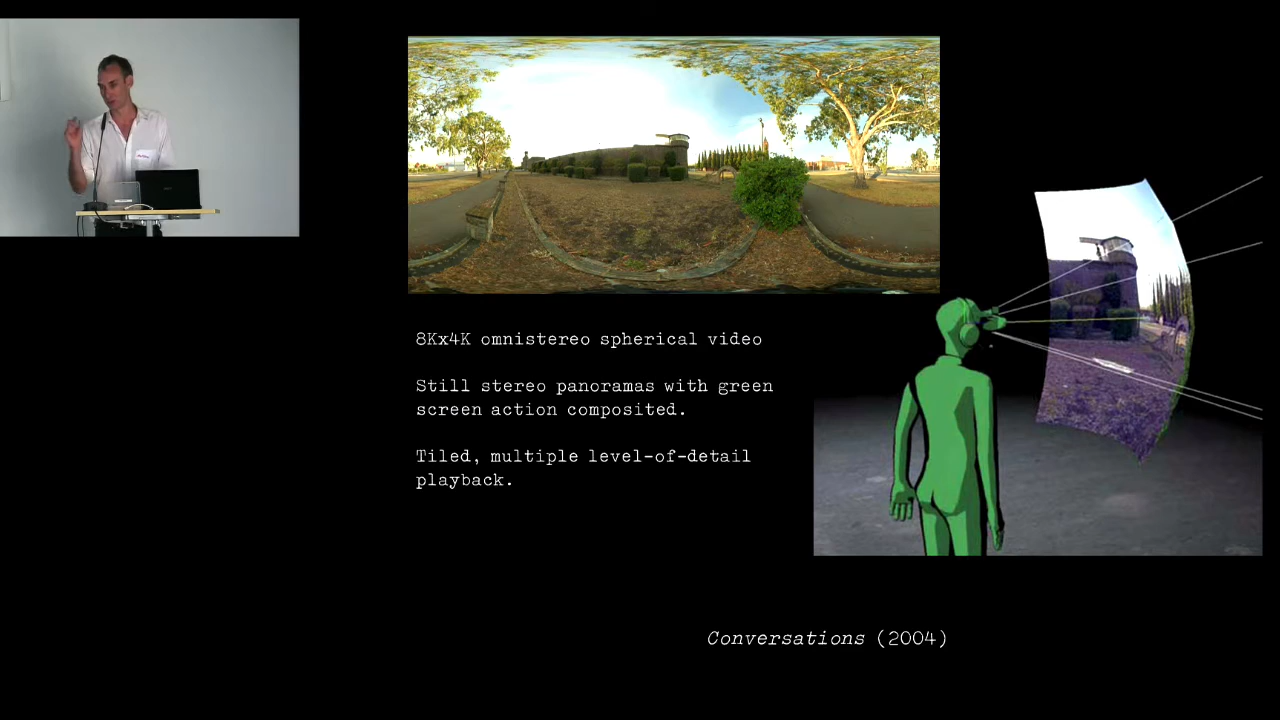 8Kx4K omnistereo spherical video
Still stereo panoramas with green
screen action composited.
Tiled, multiple level-of-detail
playback.
Conversations (2004)